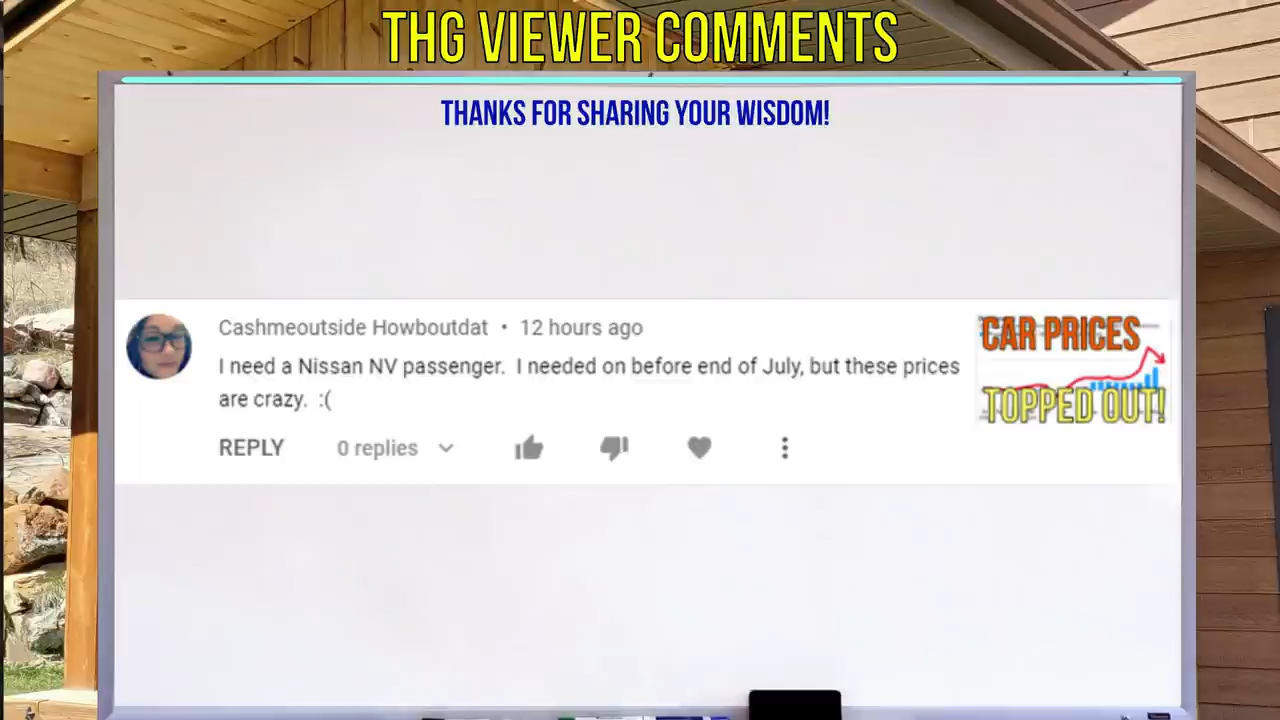 THG VIEWER COMMENTS
THANKS FOR SHARING YOUR WISDOM!
Cashmeoutside Howboutdat • 12 hours ago
I need a Nissan NV passenger. I needed on before end of July, but these prices
are crazy. :(
REPLY 0 replies
CAR PRICES
TOPPED OUT!